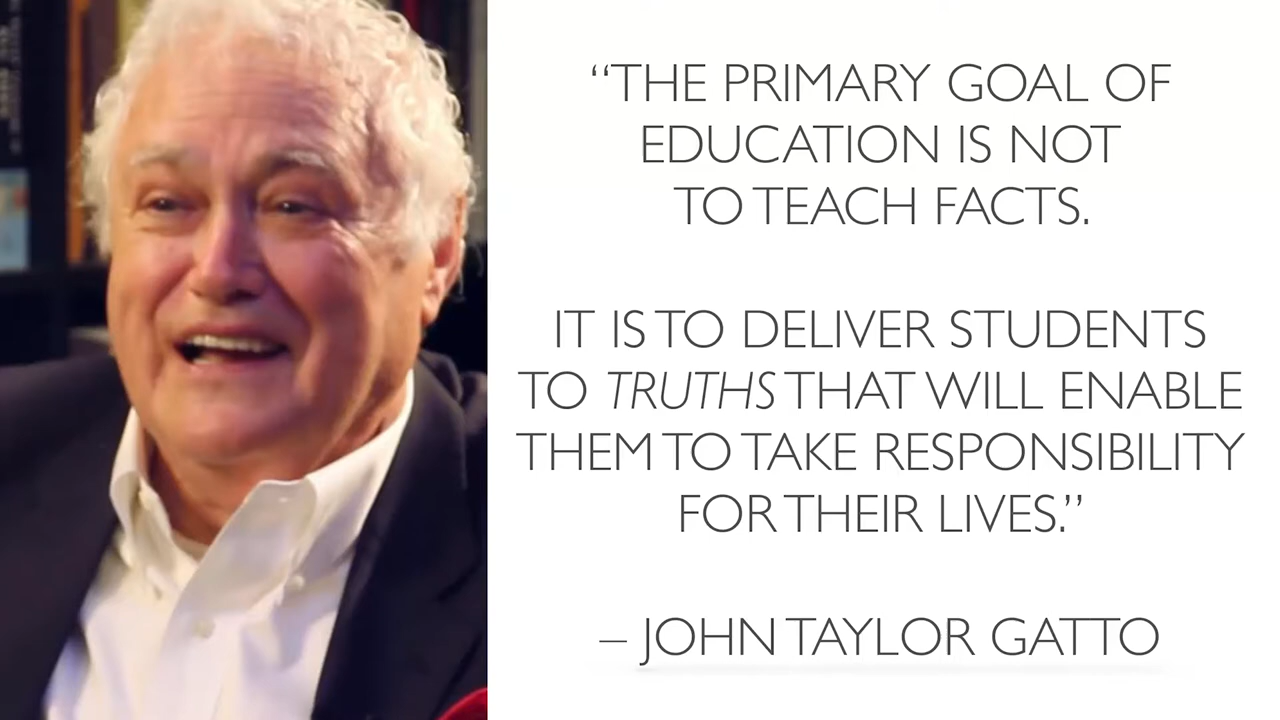 “THE PRIMARY GOAL OF
EDUCATION IS NOT
TO TEACH FACTS.
IT IS TO DELIVER STUDENTS
TO TRUTHS THAT WILL ENABLE
THEM TO TAKE RESPONSIBILITY
FOR THEIR LIVES.”
– JOHN TAYLOR GATTO